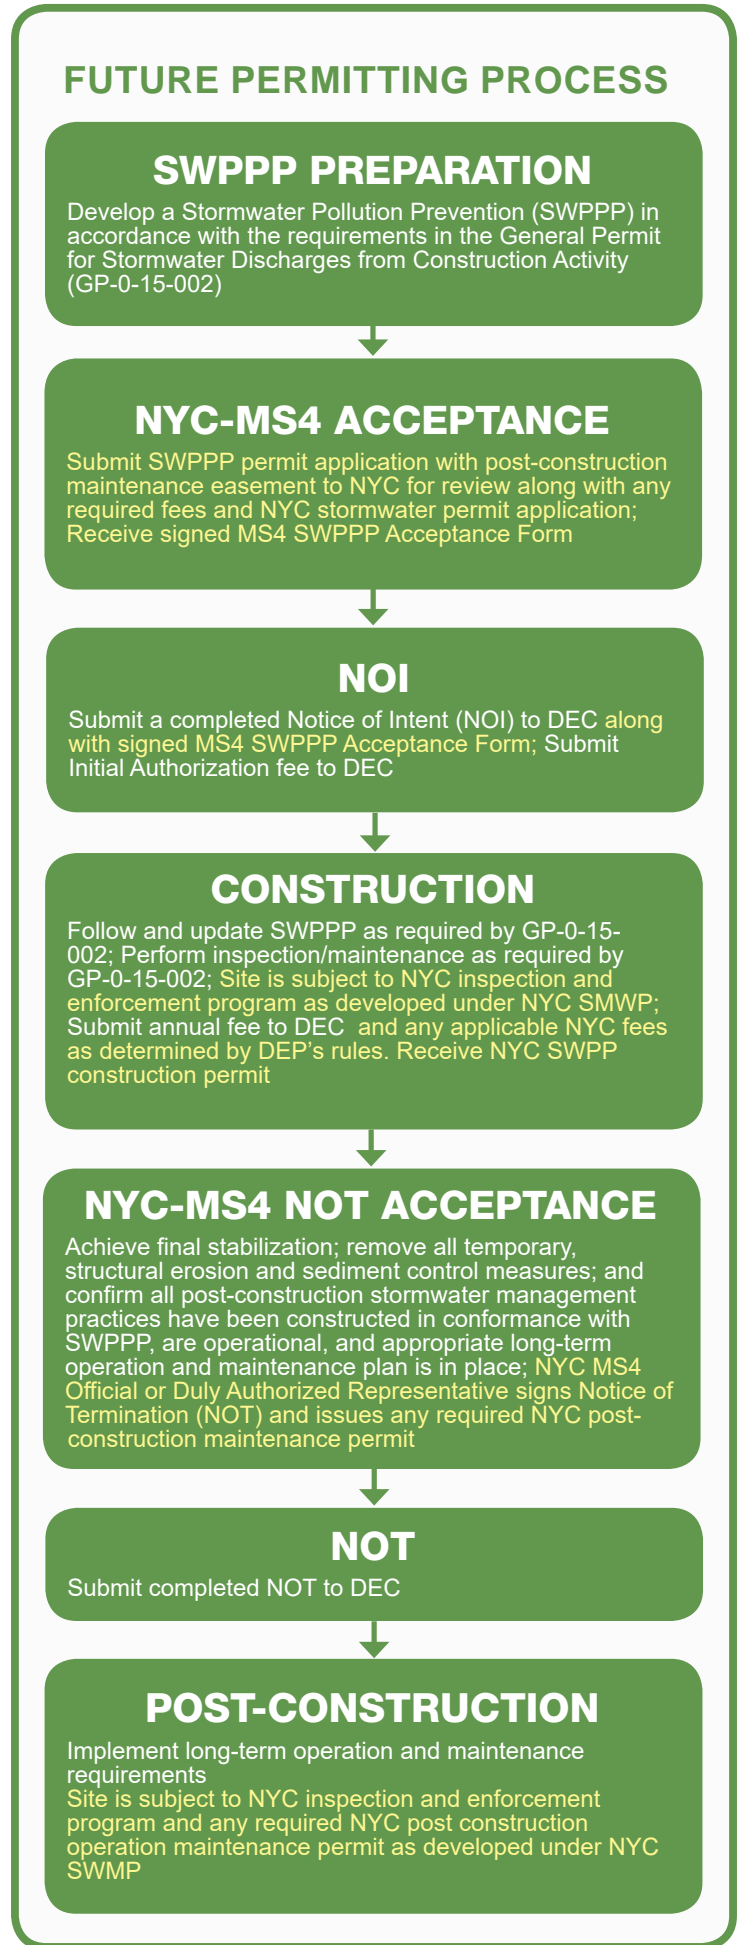 FUTURE PERMITTING PROCESS
SWPPP PREPARATION
Develop a Stormwater Pollution Prevention (SWPPP) in
accordance with the requirements in the General Permit
for Stormwater Discharges from Construction Activity
(GP-0-15-002)
NYC-MS4 ACCEPTANCE
Submit SWPPP permit application with post-construction
maintenance easement to NYC for review along with any
required fees and NYC stormwater permit application;
Receive signed MS4 SWPPP Acceptance Form
NOI
Submit a completed Notice of Intent (NOI) to DEC along
with signed MS4 SWPPP Acceptance Form; Submit
Initial Authorization fee to DEC
CONSTRUCTION
Follow and update SWPPP as required by GP-0-15-
002; Perform inspection/maintenance as required by
GP-0-15-002; Site is subject to NYC inspection and
enforcement program as developed under NYC SMWP;
Submit annual fee to DEC  and any applicable NYC fees
as determined by DEP’s rules. Receive NYC SWPP
construction permit
NYC-MS4 NOT ACCEPTANCE
Achieve final stabilization; remove all temporary,
structural erosion and sediment control measures; and
confirm all post-construction stormwater management
practices have been constructed in conformance with
SWPPP, are operational, and appropriate long-term
operation and maintenance plan is in place; NYC MS4
Official or Duly Authorized Representative signs Notice of
Termination (NOT) and issues any required NYC post-
construction maintenance permit
NOT
Submit completed NOT to DEC
POST-CONSTRUCTION
Implement long-term operation and maintenance
requirements
Site is subject to NYC inspection and enforcement
program and any required NYC post construction
operation maintenance permit as developed under NYC
SWMP